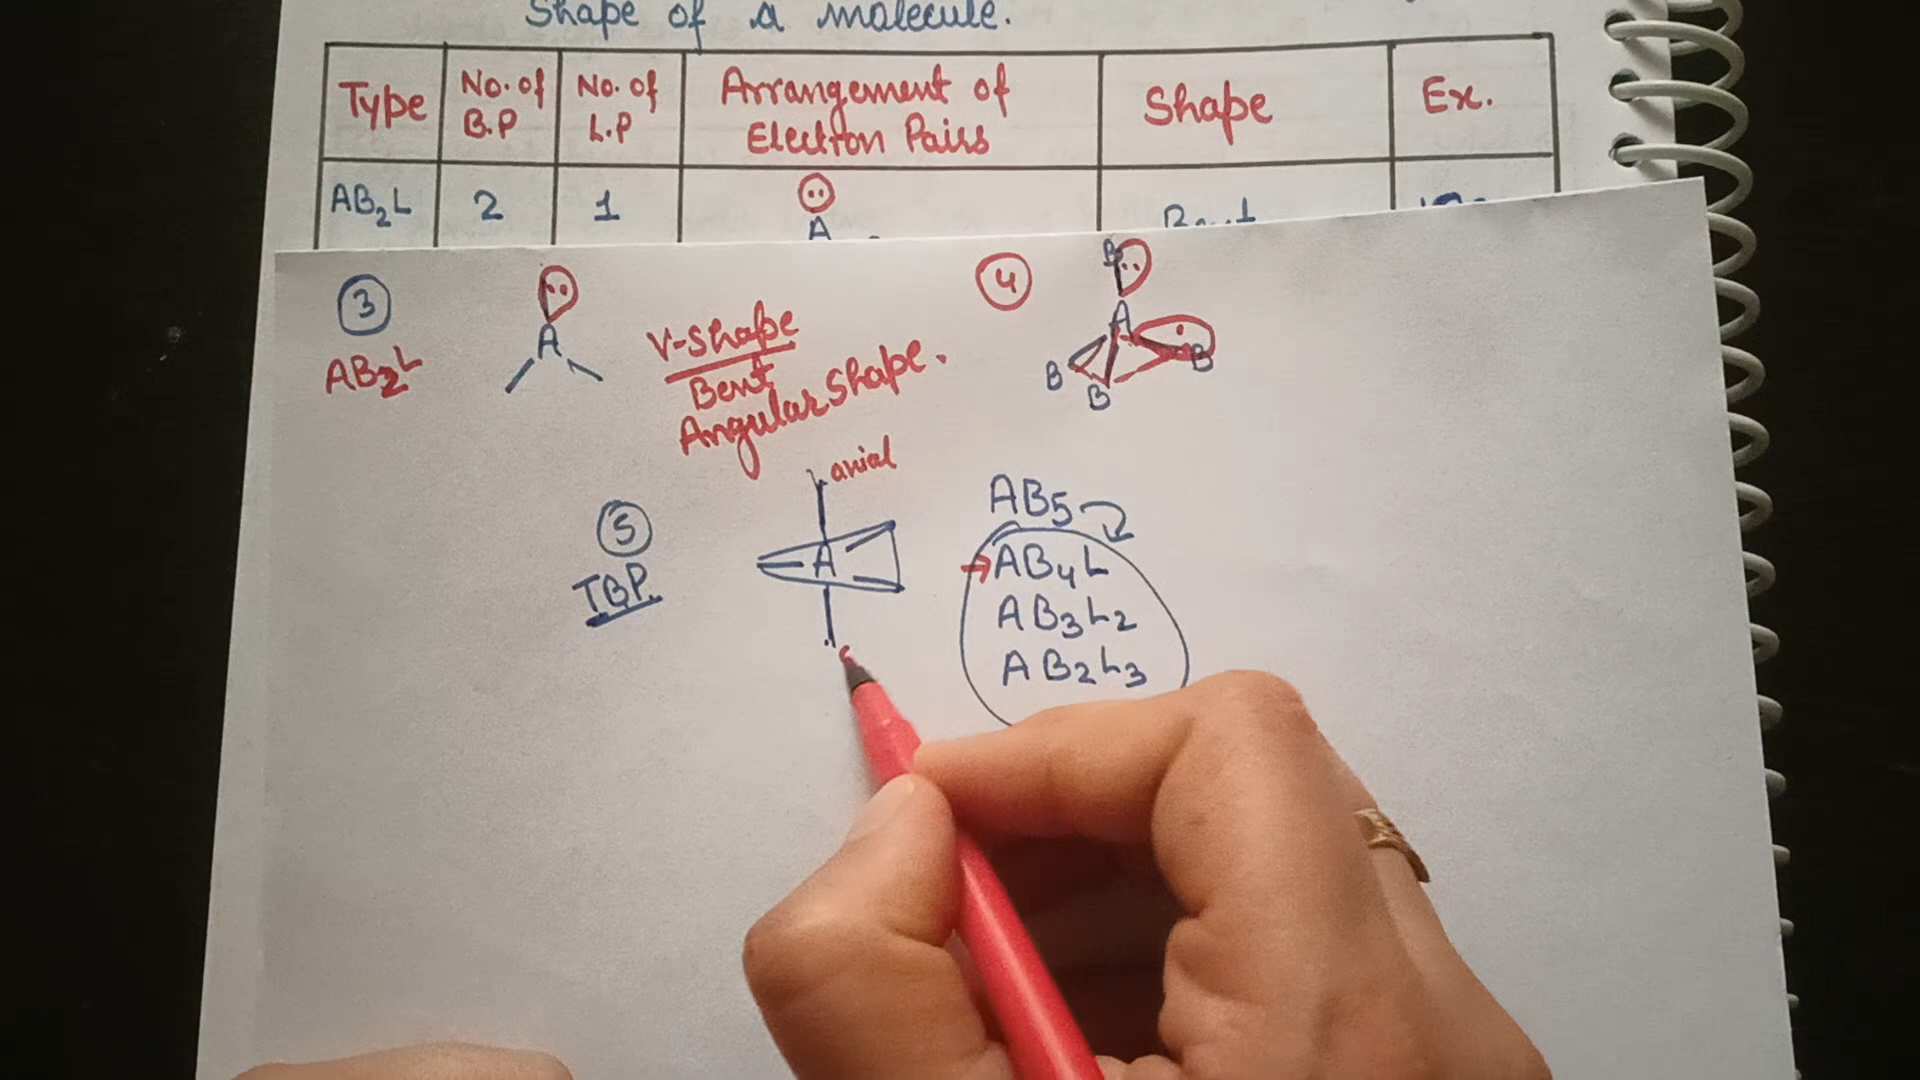 Shape of a molecule.
Type
No. of B.P
No. of L.P
Arrangement of Electron Pairs
Shape
Ex.
AB₂L
2
1
A
3
AB₂L
A
V-Shape
Bent
Angular Shape.
4
B
A
B
B
B
axial
5
TBP.
A
AB₅
AB₄L
AB₃L₂
AB₂L₃